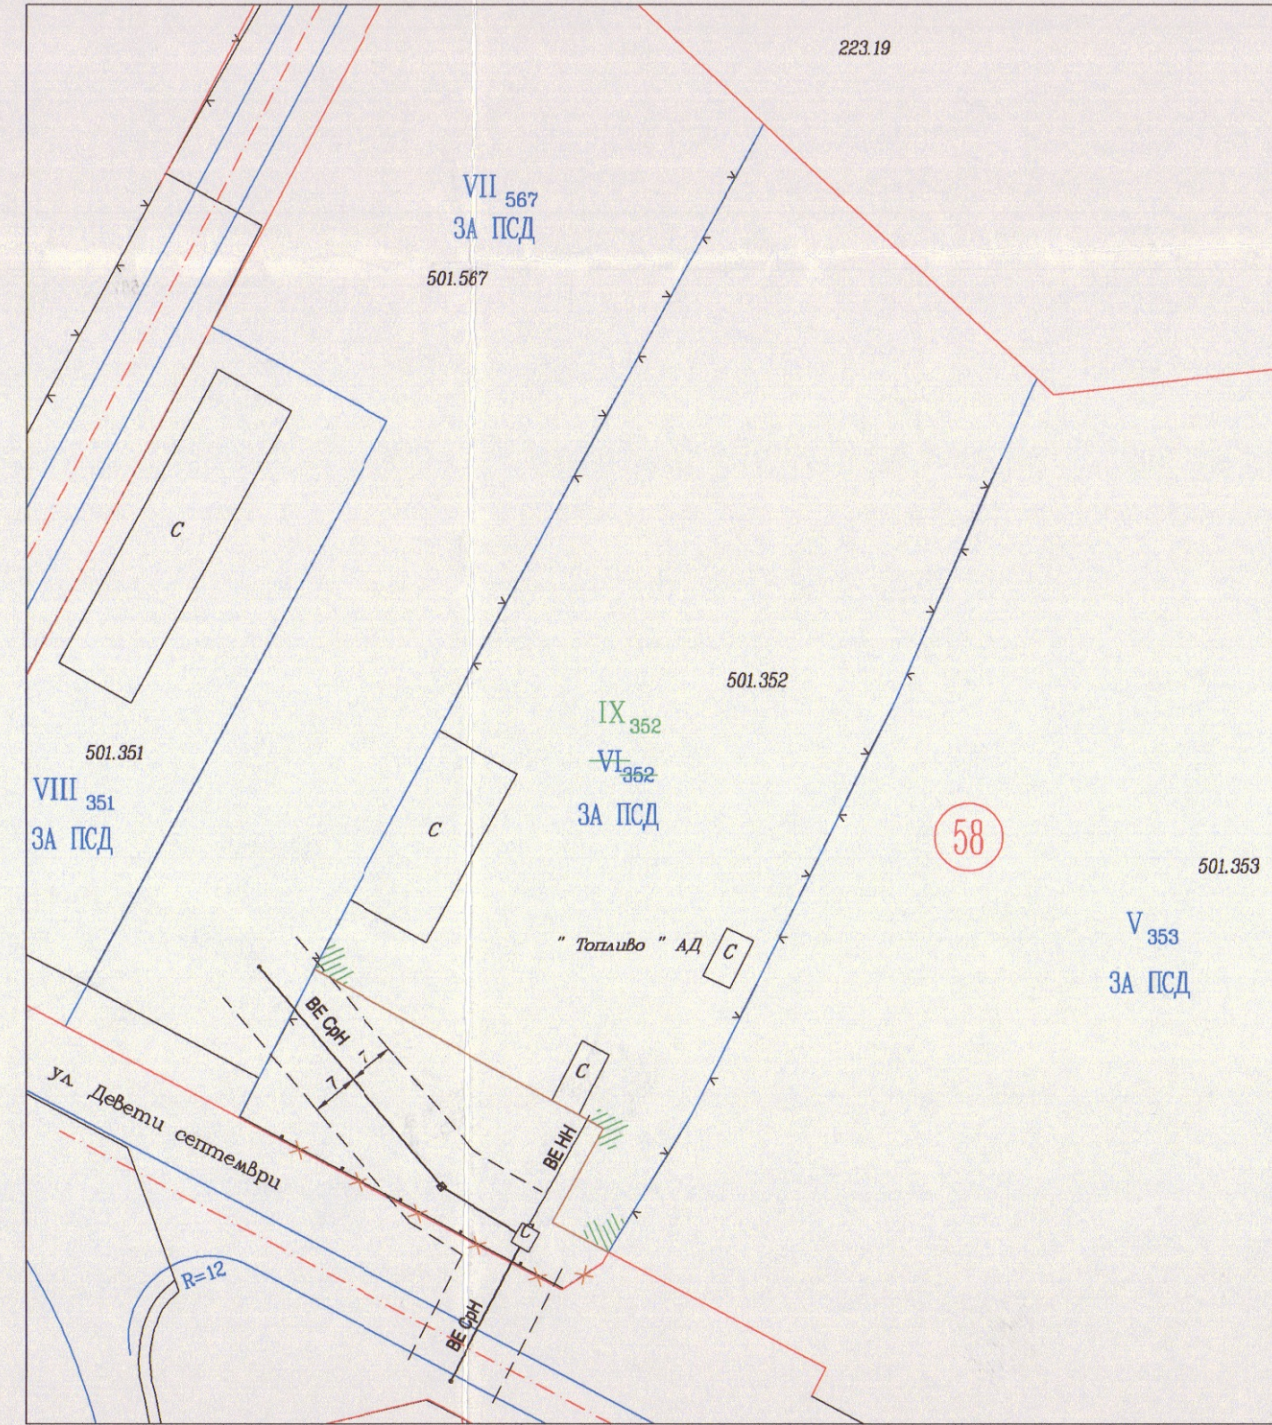 223.19
VII 567
ЗА ПСД
501.567
С
501.352
IX 352
VI 352
ЗА ПСД
501.351
VIII 351
ЗА ПСД
С
58
501.353
V 353
ЗА ПСД
" Топливо " АД
С
ВЕ СрН
7
7
С
ул. Девети септември
ВЕ НН
С
R=12
ВЕ СрН